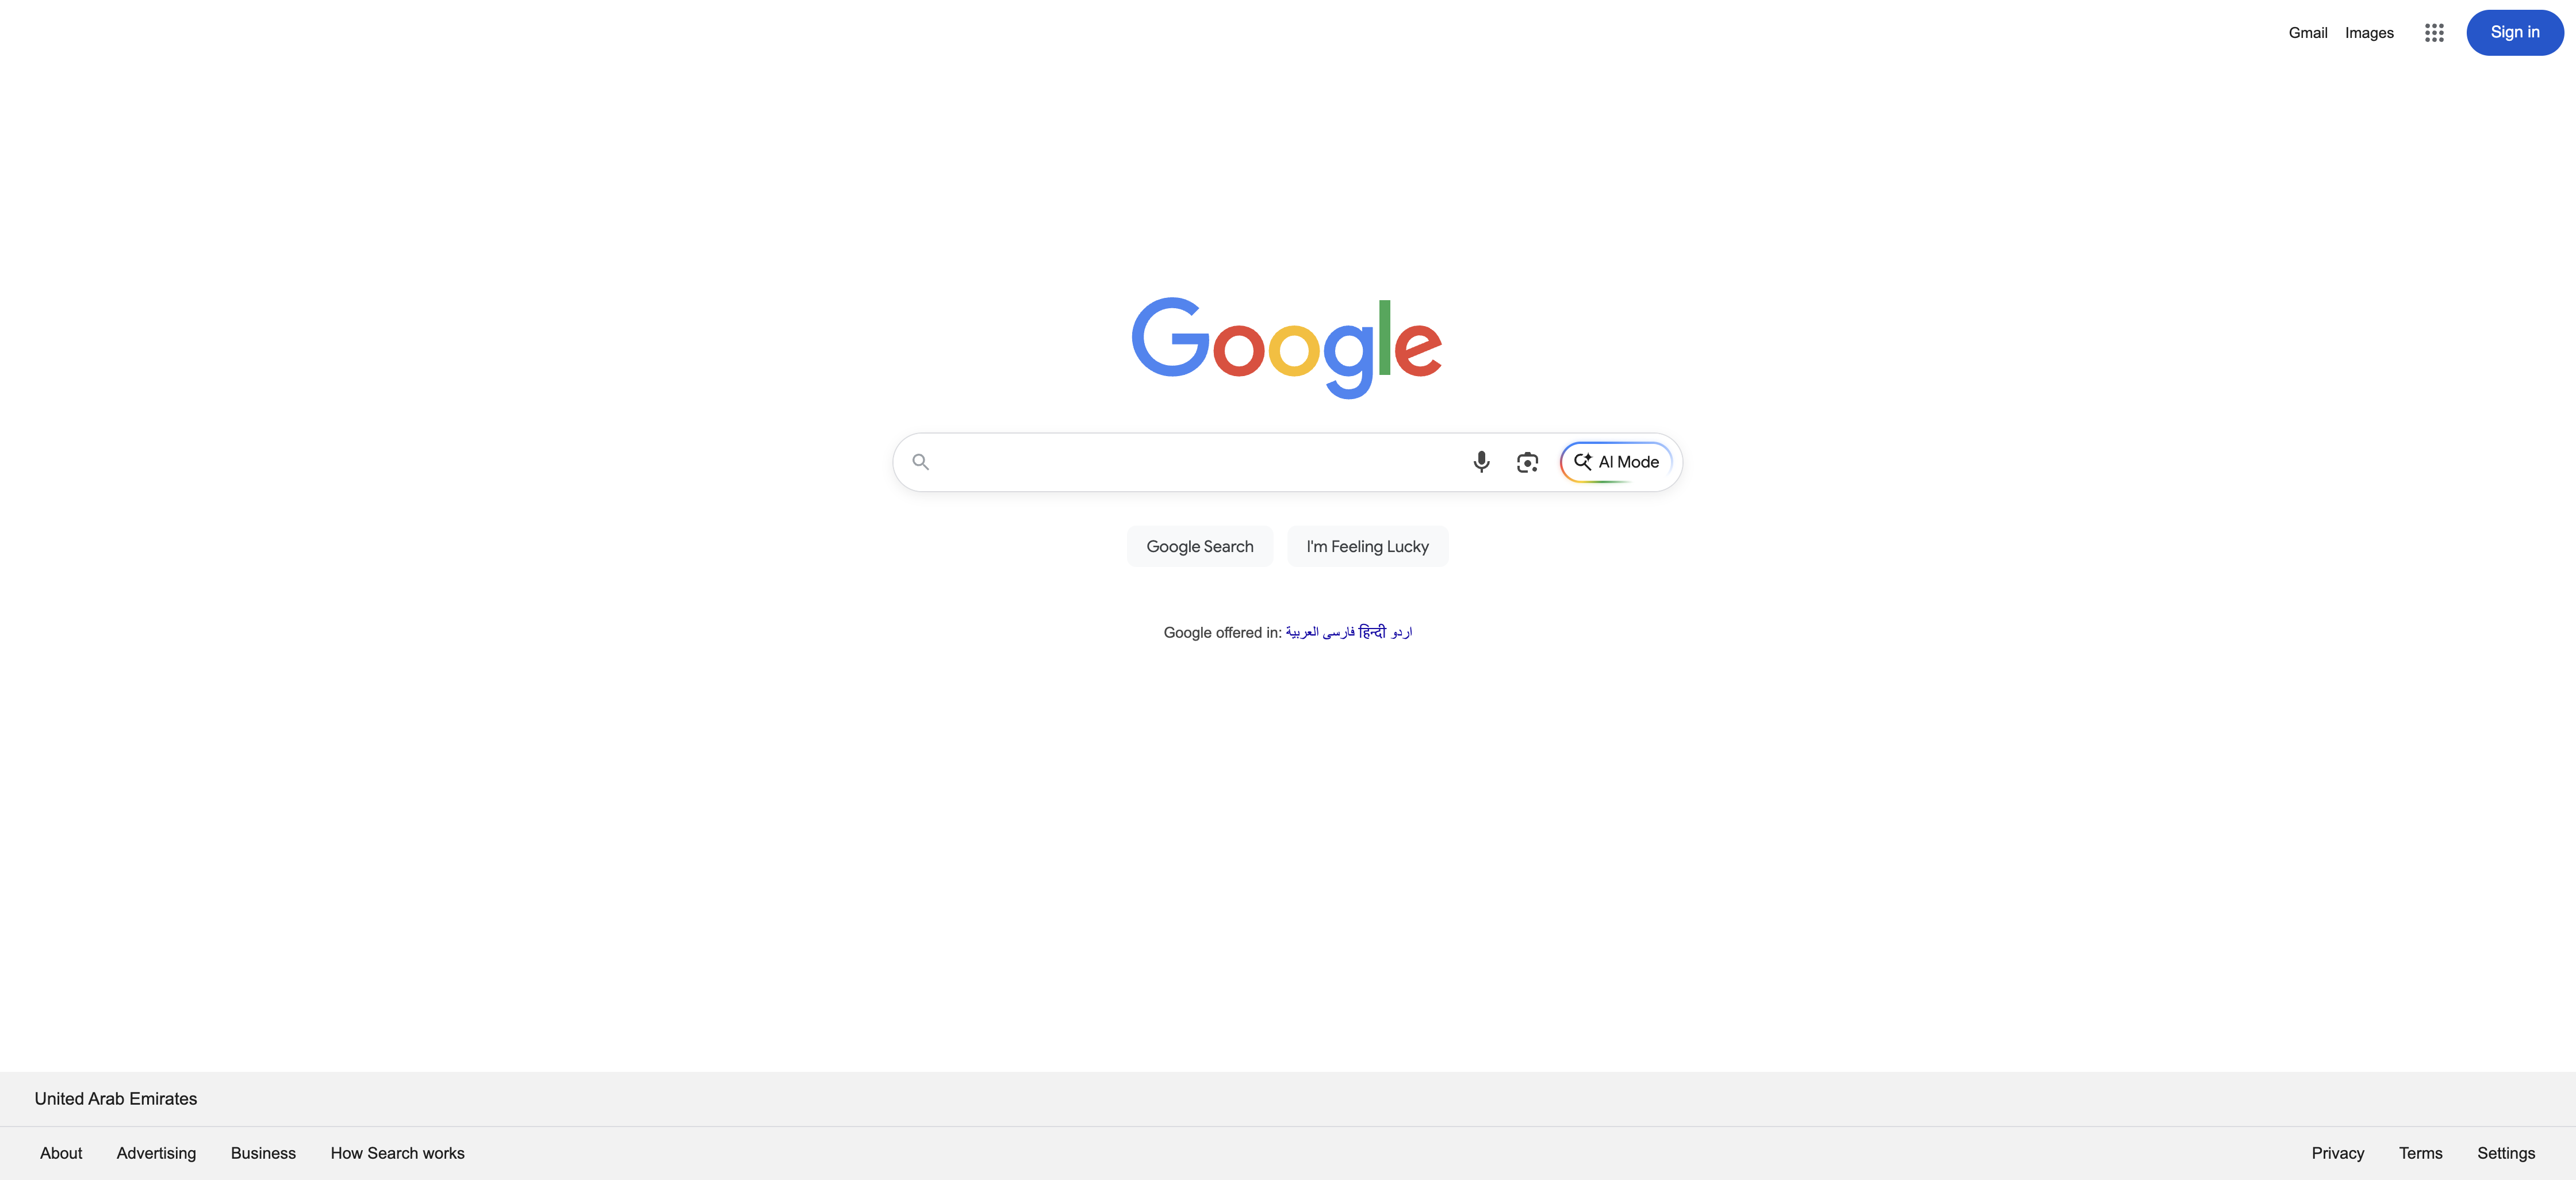 Gmail Images Sign in
Google
AI Mode
Google Search I'm Feeling Lucky
Google offered in: العربية فارسی हिन्दी اردو
United Arab Emirates
About Advertising Business How Search works Privacy Terms Settings